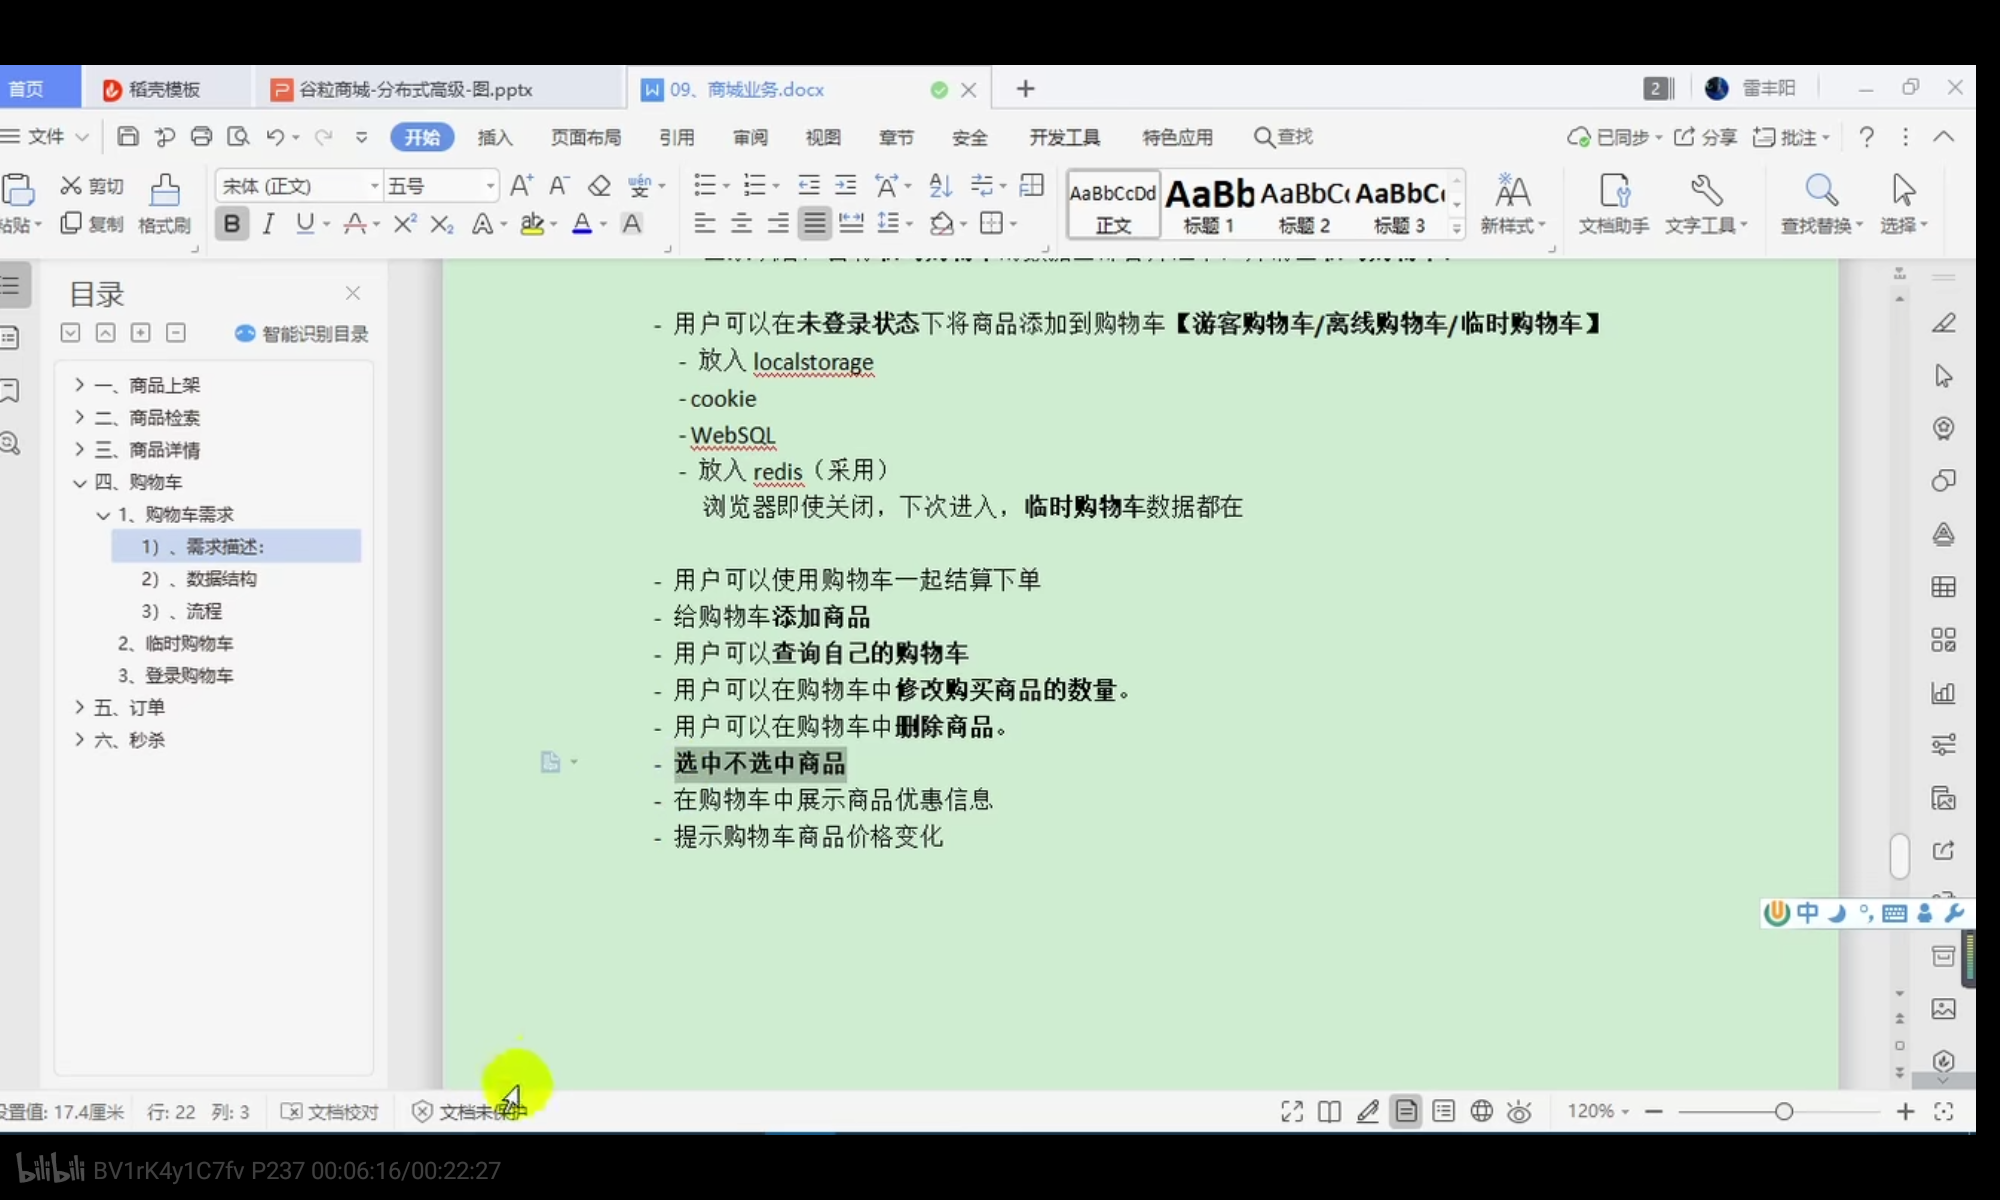 首页
稻壳模板
谷粒商城-分布式高级-图.pptx
09、商城业务.docx
2
雷丰阳
文件
开始
插入
页面布局
引用
审阅
视图
章节
安全
开发工具
特色应用
查找
已同步
分享
批注
粘贴
剪切
复制
格式刷
宋体 (正文)
五号
AaBbCcDd
正文
AaBb
标题 1
AaBbC
标题 2
AaBbC
标题 3
新样式
文档助手
文字工具
查找替换
选择
目录
智能识别目录
一、商品上架
二、商品检索
三、商品详情
四、购物车
1、购物车需求
1）、需求描述:
2）、数据结构
3）、流程
2、临时购物车
3、登录购物车
五、订单
六、秒杀
- 用户可以在未登录状态下将商品添加到购物车【游客购物车/离线购物车/临时购物车】
- 放入 localstorage
- cookie
- WebSQL
- 放入 redis（采用）
浏览器即使关闭，下次进入，临时购物车数据都在
- 用户可以使用购物车一起结算下单
- 给购物车添加商品
- 用户可以查询自己的购物车
- 用户可以在购物车中修改购买商品的数量。
- 用户可以在购物车中删除商品。
- 选中不选中商品
- 在购物车中展示商品优惠信息
- 提示购物车商品价格变化
中
设置值: 17.4厘米
行: 22
列: 3
文档校对
文档未保护
120%
bilibili BV1rK4y1C7fv P237 00:06:16/00:22:27